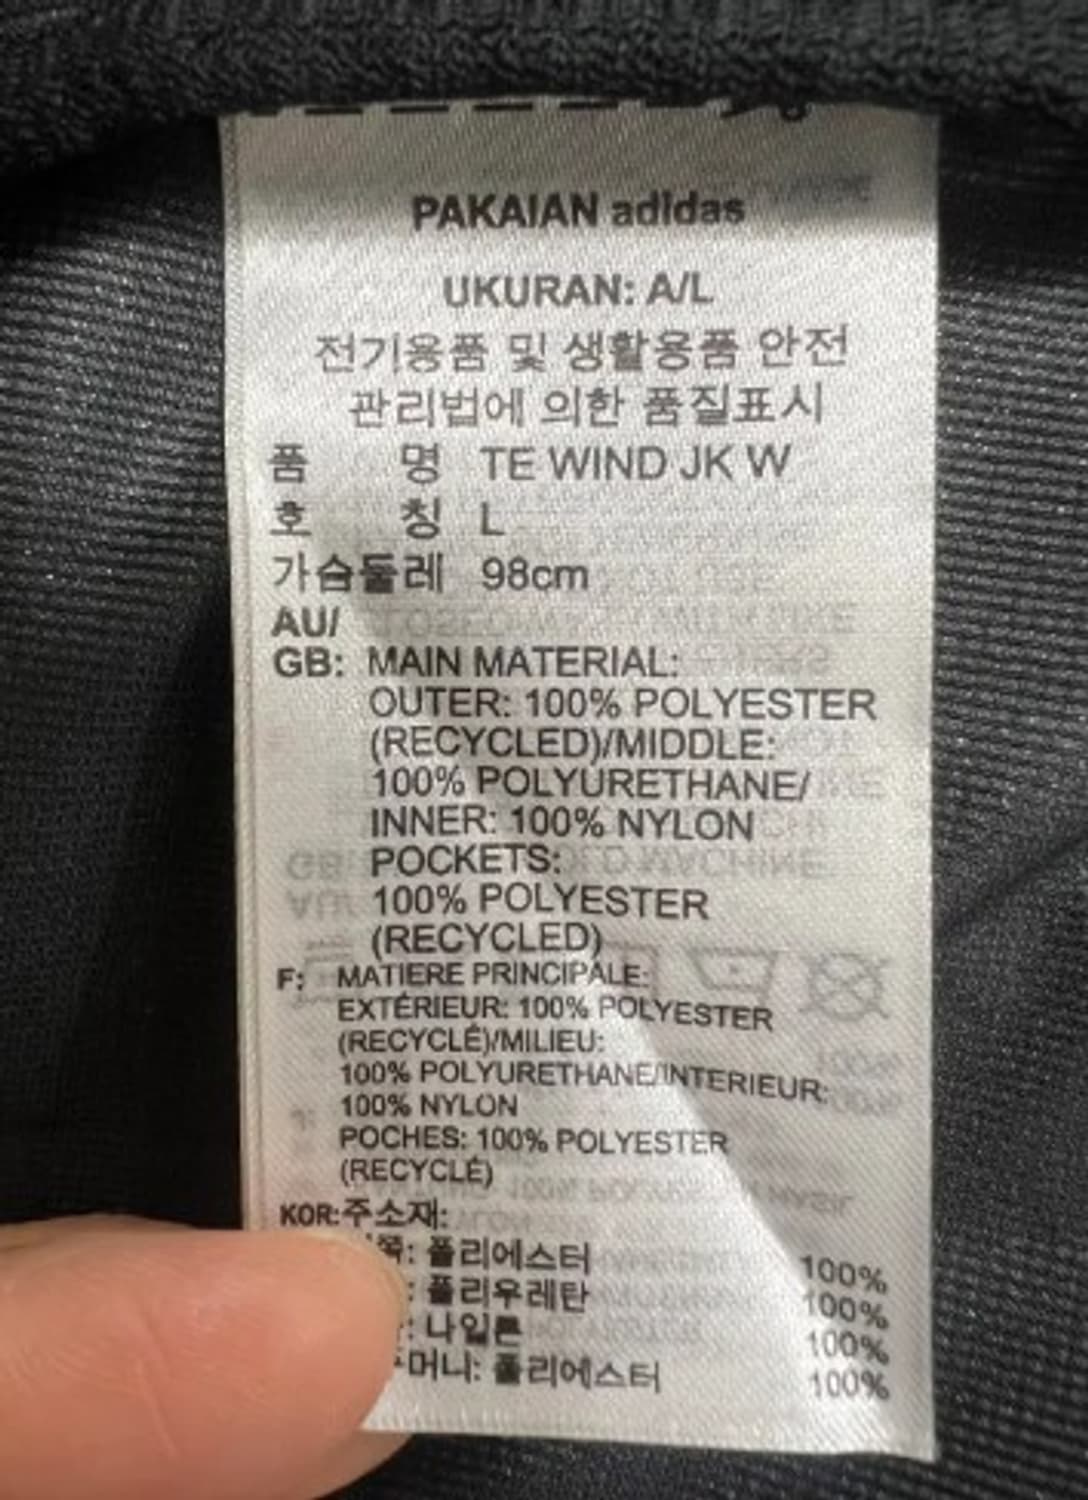 PAKAIAN adidas
UKURAN: A/L
전기용품 및 생활용품 안전
관리법에 의한 품질표시
품 명 TE WIND JK W
호 칭 L
가슴둘레 98cm
AU/
GB: MAIN MATERIAL:
OUTER: 100% POLYESTER
(RECYCLED)/MIDDLE:
100% POLYURETHANE/
INNER: 100% NYLON
POCKETS:
100% POLYESTER
(RECYCLED)
F: MATIERE PRINCIPALE:
EXTÉRIEUR: 100% POLYESTER
(RECYCLÉ)/MILIEU:
100% POLYURETHANE/INTERIEUR:
100% NYLON
POCHES: 100% POLYESTER
(RECYCLÉ)
KOR:주소재:
쪽: 폴리에스터 100%
: 폴리우레탄 100%
: 나일론 100%
머니: 폴리에스터 100%